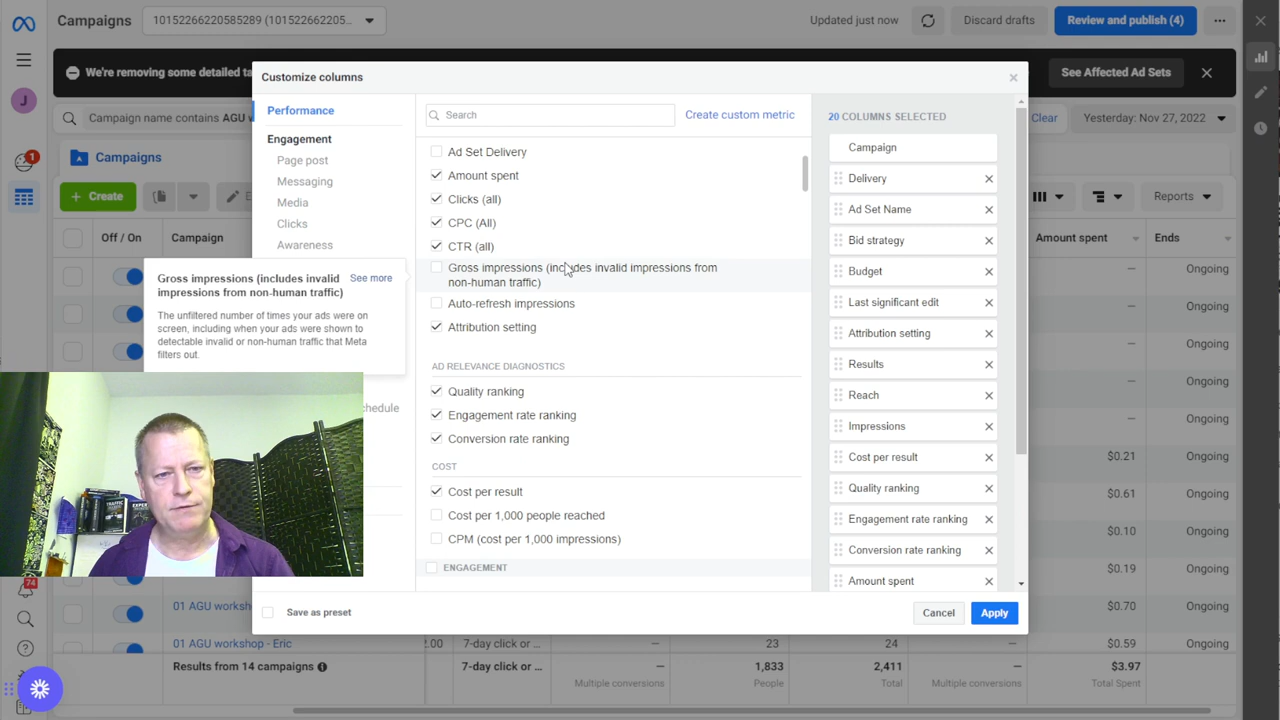 Campaigns
10152266220585289 (101522662205...
Updated just now
Discard drafts
Review and publish (4)
We're removing some detailed ta
See Affected Ad Sets
Customize columns
J
Campaign name contains AGU w
Clear
Yesterday: Nov 27, 2022
1
Campaigns
+ Create
E
Reports
Off / On
Campaign
Amount spent
Ends
Performance
Engagement
Page post
Messaging
Media
Clicks
Awareness
chedule
Search
Create custom metric
Ad Set Delivery
Amount spent
Clicks (all)
CPC (All)
CTR (all)
Gross impressions (includes invalid impressions from
non-human traffic)
Auto-refresh impressions
Attribution setting
AD RELEVANCE DIAGNOSTICS
Quality ranking
Engagement rate ranking
Conversion rate ranking
COST
Cost per result
Cost per 1,000 people reached
CPM (cost per 1,000 impressions)
ENGAGEMENT
20 COLUMNS SELECTED
Campaign
Delivery
Ad Set Name
Bid strategy
Budget
Last significant edit
Attribution setting
Results
Reach
Impressions
Cost per result
Quality ranking
Engagement rate ranking
Conversion rate ranking
Amount spent
Gross impressions (includes invalid
impressions from non-human traffic)
See more
The unfiltered number of times your ads were on
screen, including when your ads were shown to
detectable invalid or non-human traffic that Meta
filters out.
— Ongoing
— Ongoing
— Ongoing
— Ongoing
— Ongoing
$0.21 Ongoing
$0.61 Ongoing
$0.10 Ongoing
$0.19 Ongoing
$0.70 Ongoing
$0.59 Ongoing
TRAFFIC
EXPER
74
Save as preset
Cancel
Apply
01 AGU worksh
01 AGU workshop - Eric
2.00
7-day click or ...
—
23
24
—
Results from 14 campaigns
7-day click or ...
—
1,833
2,411
—
$3.97
Multiple conversions
People
Total
Multiple conversions
Total Spent